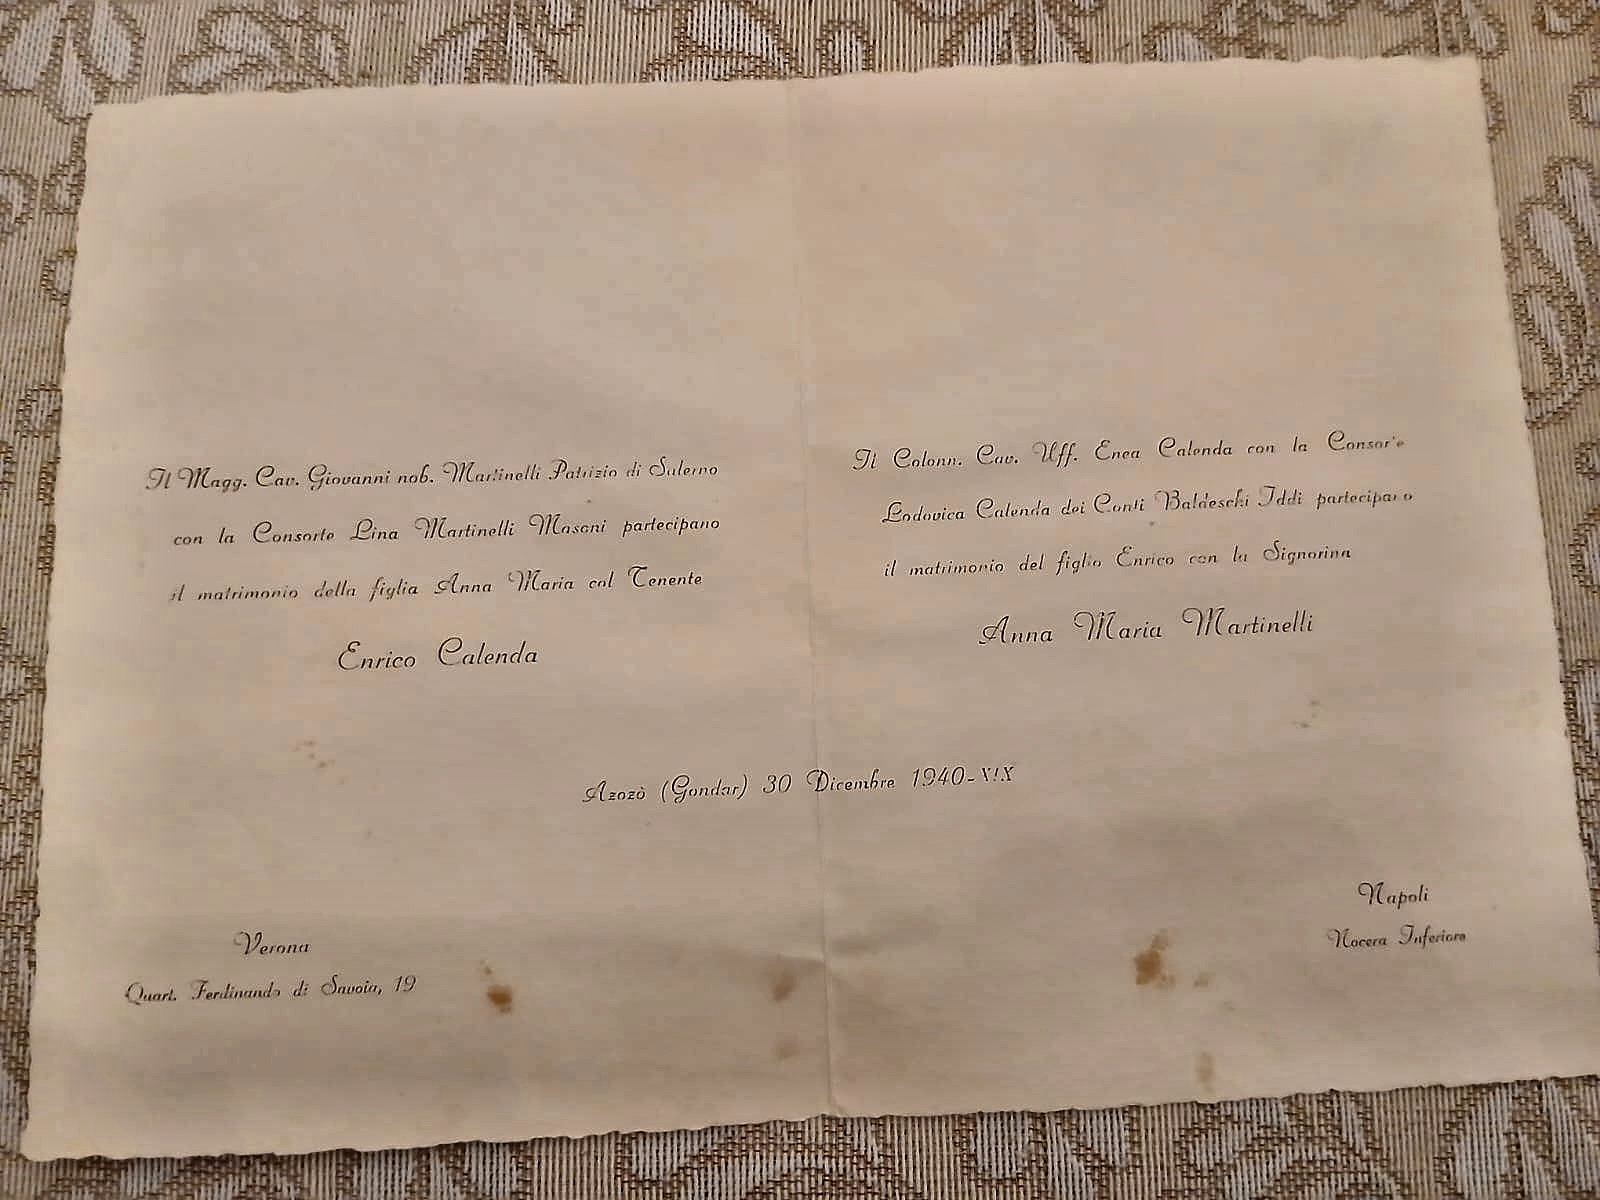 Il Magg. Cav. Giovanni nob. Martinelli Patrizio di Salerno
con la Consorte Lina Martinelli Masoni partecipano
il matrimonio della figlia Anna Maria col Tenente
Enrico Calenda
Il Colonn. Cav. Uff. Enea Calenda con la Consorte
Lodovica Calenda dei Conti Baldeschi Iddi partecipano
il matrimonio del figlio Enrico con la Signorina
Anna Maria Martinelli
Azozò (Gondar) 30 Dicembre 1940-XIX
Verona
Quart. Ferdinando di Savoia, 19
Napoli
Nocera Inferiore